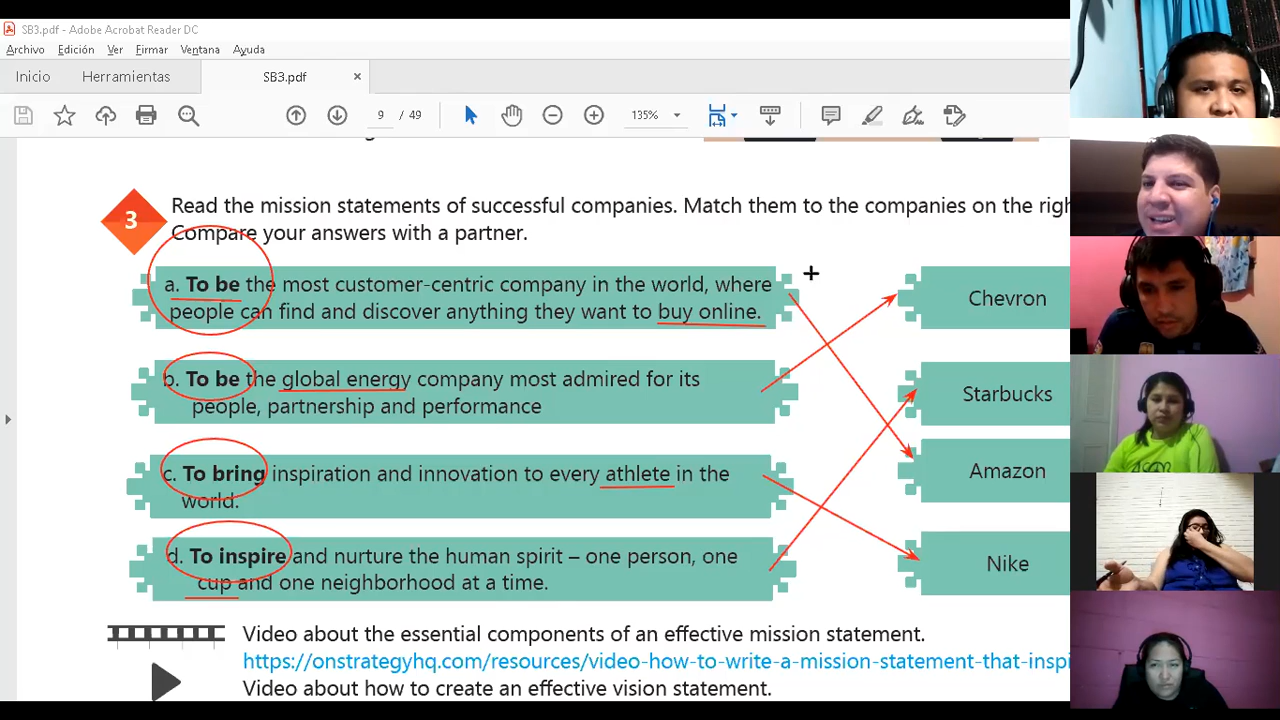 SB3.pdf - Adobe Acrobat Reader DC
Archivo Edición Ver Firmar Ventana Ayuda
Inicio Herramientas SB3.pdf ×
9 / 49 135%
3 Read the mission statements of successful companies. Match them to the companies on the righ
Compare your answers with a partner.
a. To be the most customer-centric company in the world, where
people can find and discover anything they want to buy online.
Chevron
b. To be the global energy company most admired for its
people, partnership and performance
Starbucks
c. To bring inspiration and innovation to every athlete in the
world.
Amazon
d. To inspire and nurture the human spirit – one person, one
cup and one neighborhood at a time.
Nike
Video about the essential components of an effective mission statement.
https://onstrategyhq.com/resources/video-how-to-write-a-mission-statement-that-inspi
Video about how to create an effective vision statement.